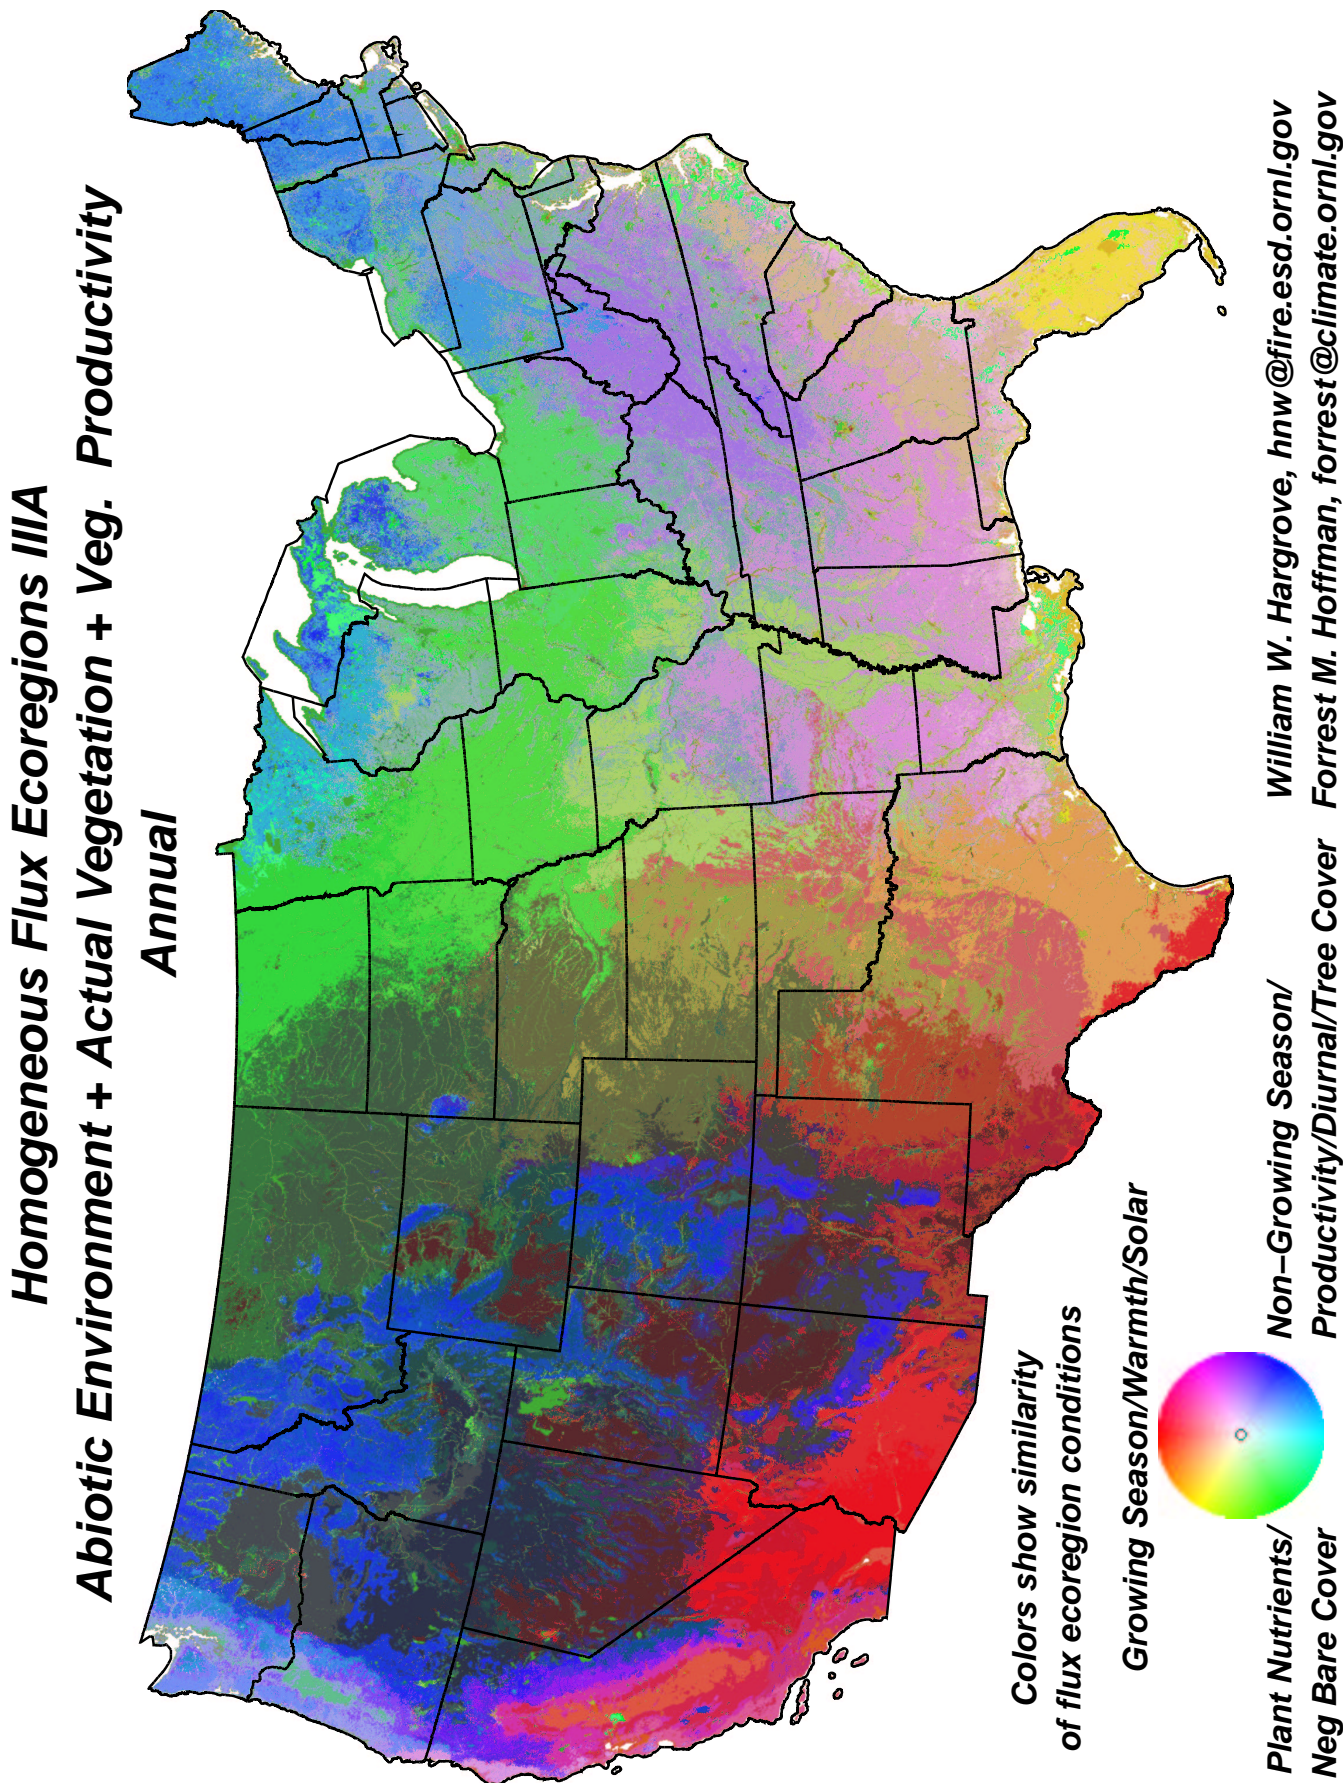 Homogeneous Flux Ecoregions IIIA
Abiotic Environment + Actual Vegetation + Veg. Productivity
Annual
Colors show similarity
of flux ecoregion conditions
Growing Season/Warmth/Solar
Plant Nutrients/
Neg Bare Cover
Non–Growing Season/
Productivity/Diurnal/Tree Cover
William W. Hargrove, hnw@fire.esd.ornl.gov
Forrest M. Hoffman, forrest@climate.ornl.gov